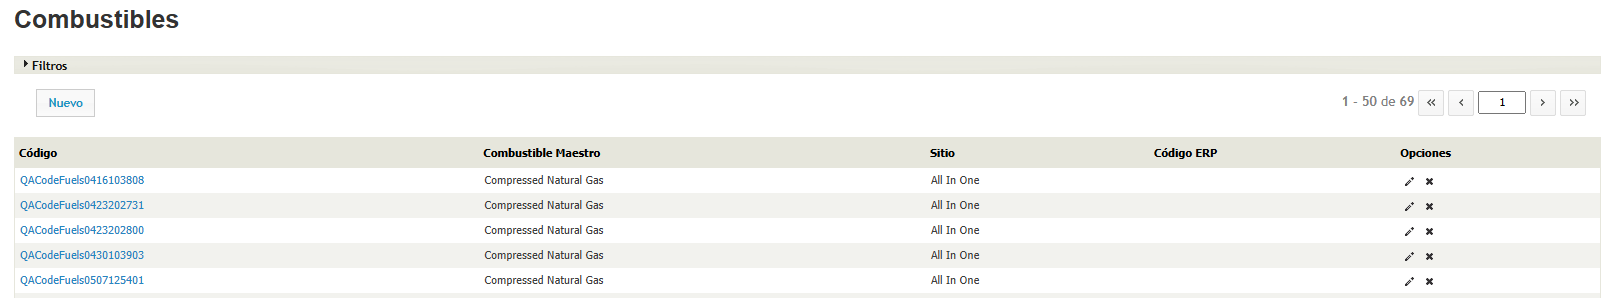 Combustibles
Filtros
Nuevo
1 - 50 de 69 « ‹ 1 › »
Código Combustible Maestro Sitio Código ERP Opciones
QACodeFuels0416103808 Compressed Natural Gas All In One
QACodeFuels0423202731 Compressed Natural Gas All In One
QACodeFuels0423202800 Compressed Natural Gas All In One
QACodeFuels0430103903 Compressed Natural Gas All In One
QACodeFuels0507125401 Compressed Natural Gas All In One